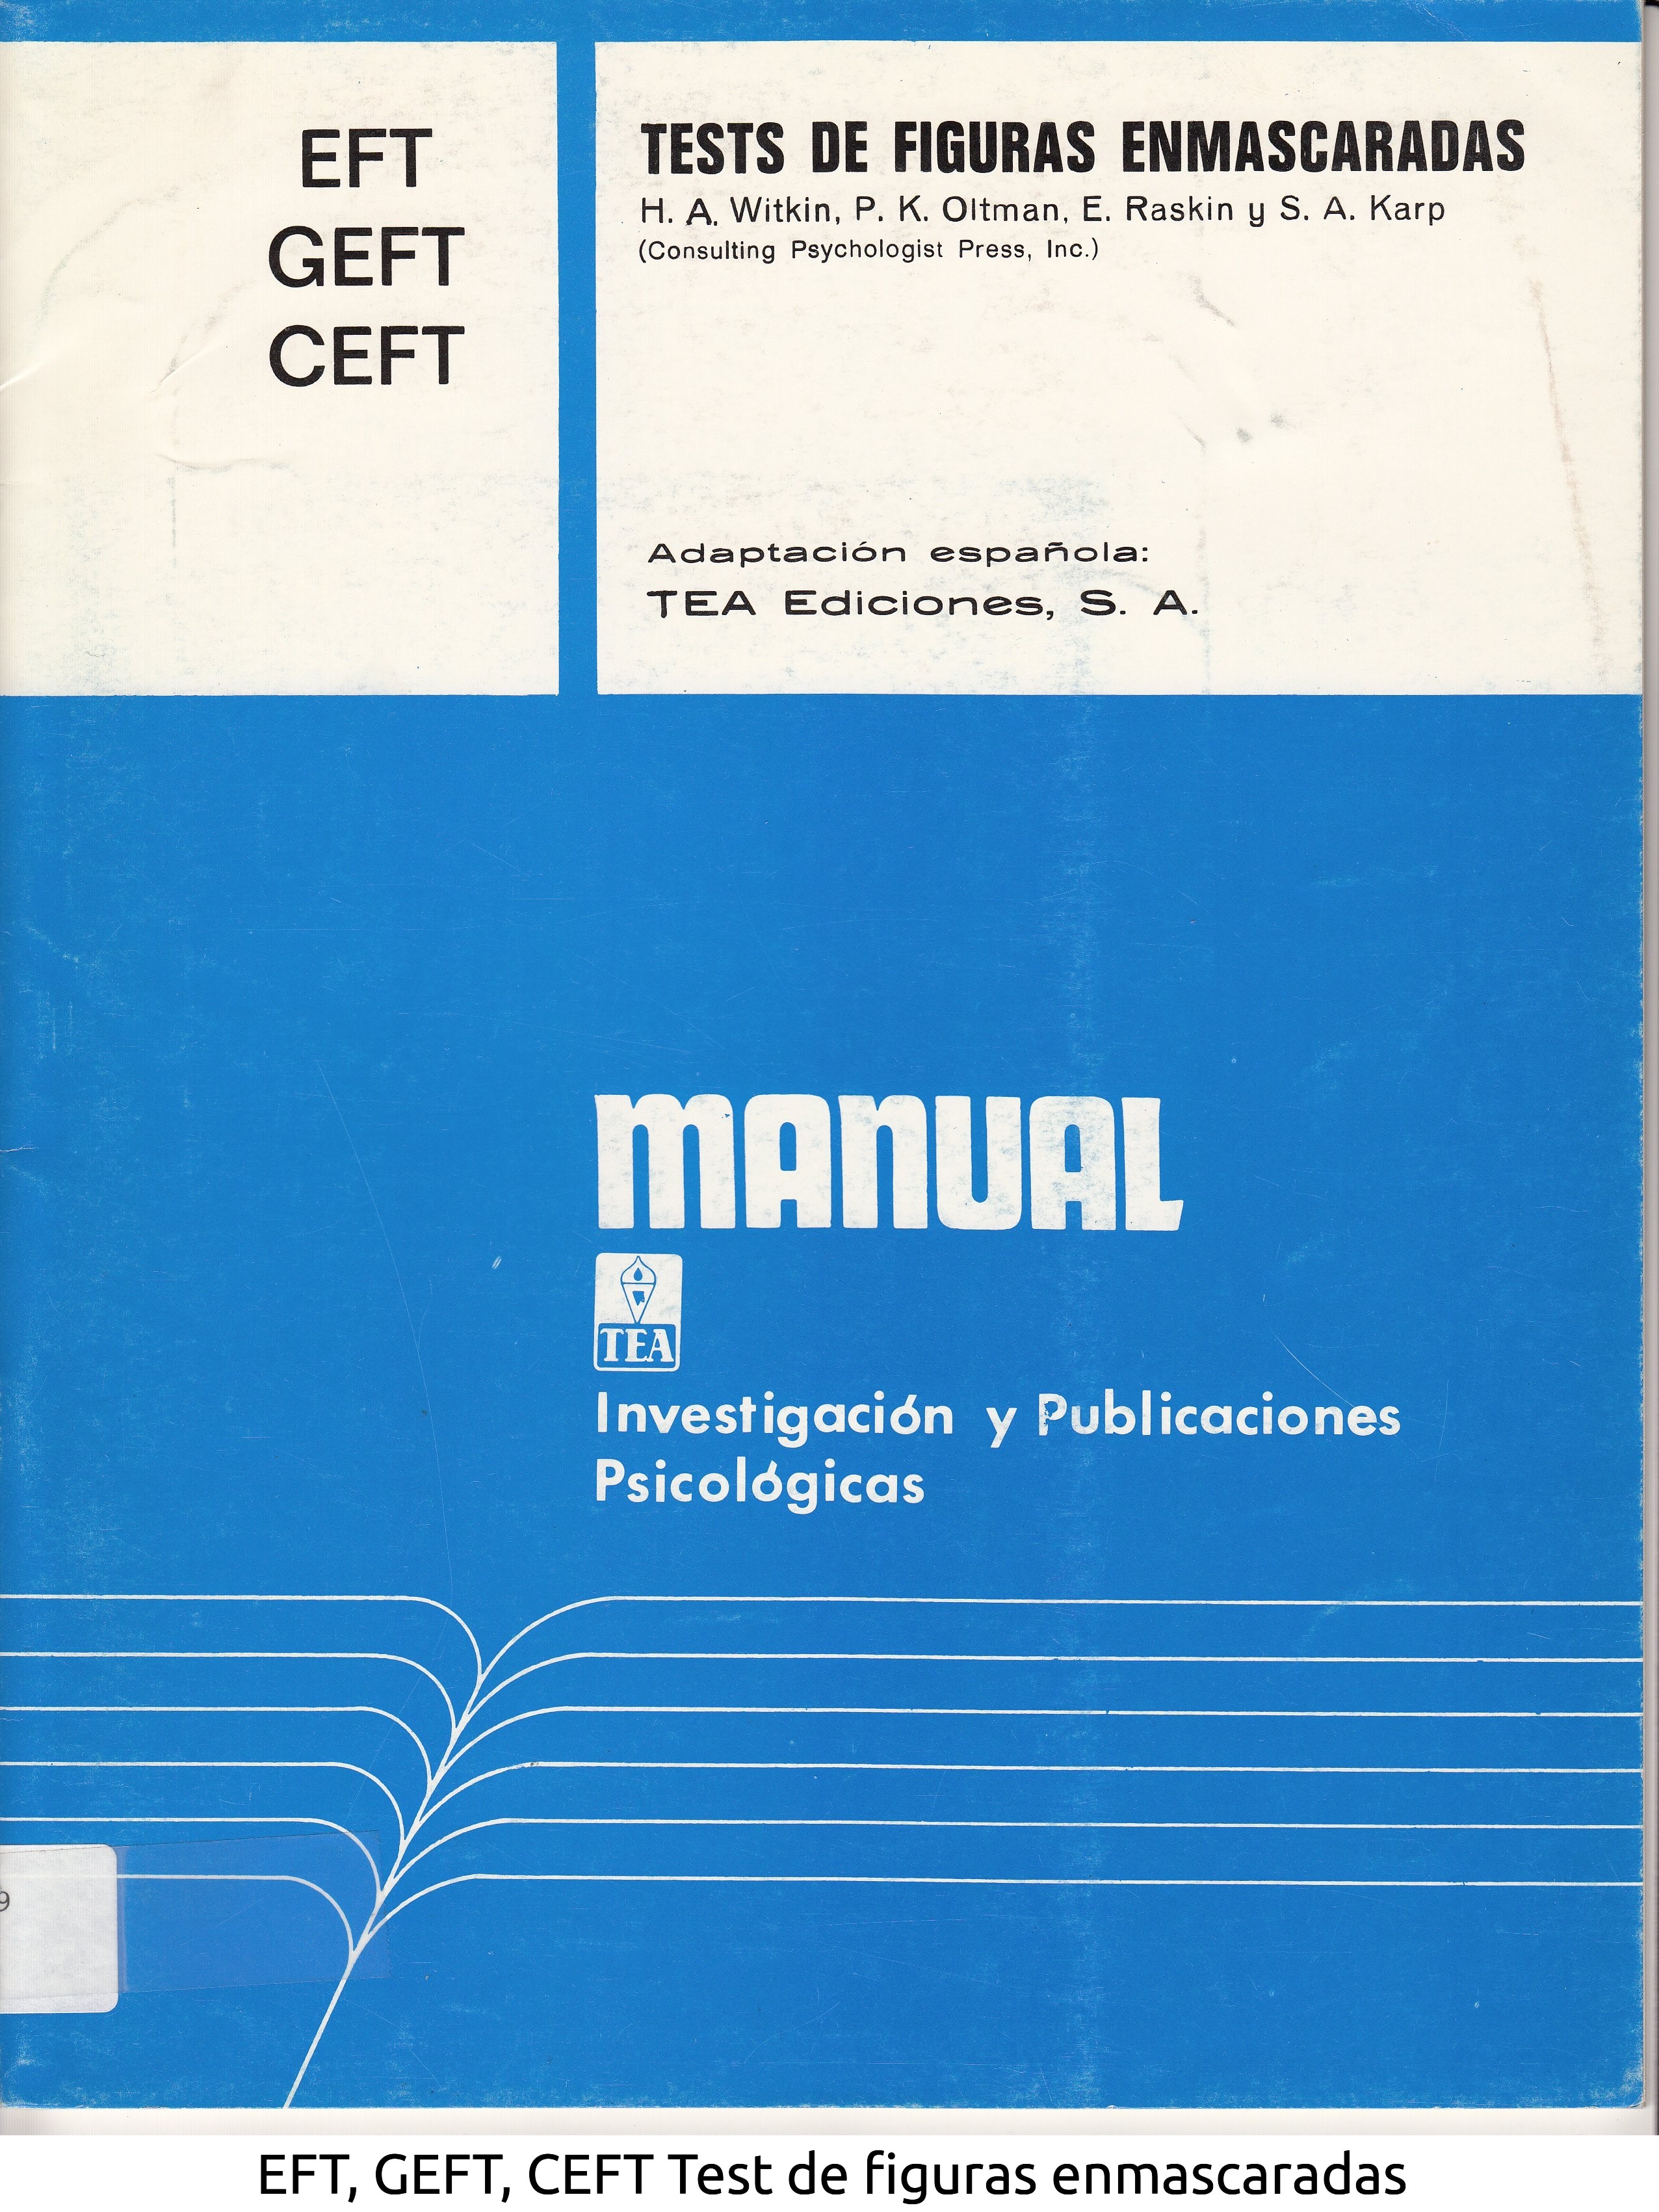 EFT
GEFT
CEFT
TESTS DE FIGURAS ENMASCARADAS
H. A. Witkin, P. K. Oltman, E. Raskin y S. A. Karp
(Consulting Psychologist Press, Inc.)
Adaptación española:
TEA Ediciones, S. A.
MANUAL
TEA
Investigación y Publicaciones
Psicológicas
9
EFT, GEFT, CEFT Test de figuras enmascaradas